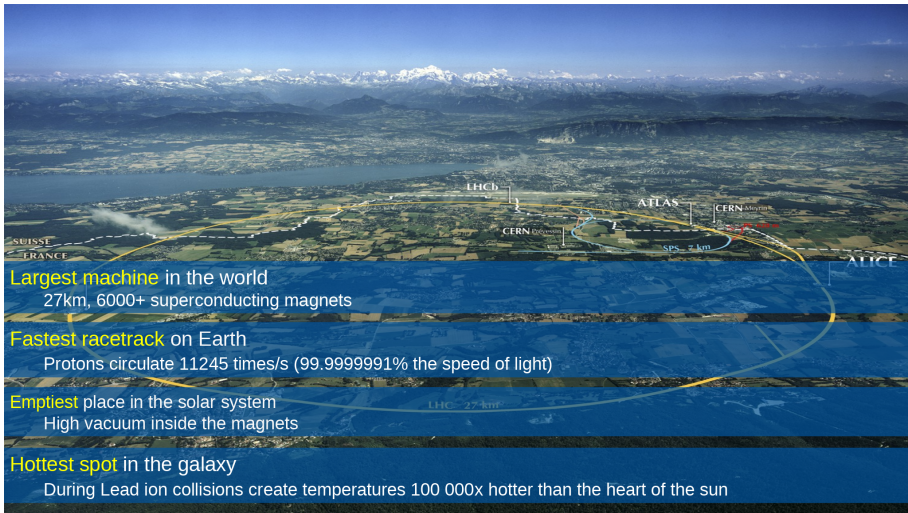 LHCb
ATLAS
CERN Meyrin
CERN Prévessin
SPS 7 km
SUISSE
FRANCE
ALICE
Largest machine in the world
27km, 6000+ superconducting magnets
Fastest racetrack on Earth
Protons circulate 11245 times/s (99.9999991% the speed of light)
Emptiest place in the solar system
LHC 27 km
High vacuum inside the magnets
Hottest spot in the galaxy
During Lead ion collisions create temperatures 100 000x hotter than the heart of the sun